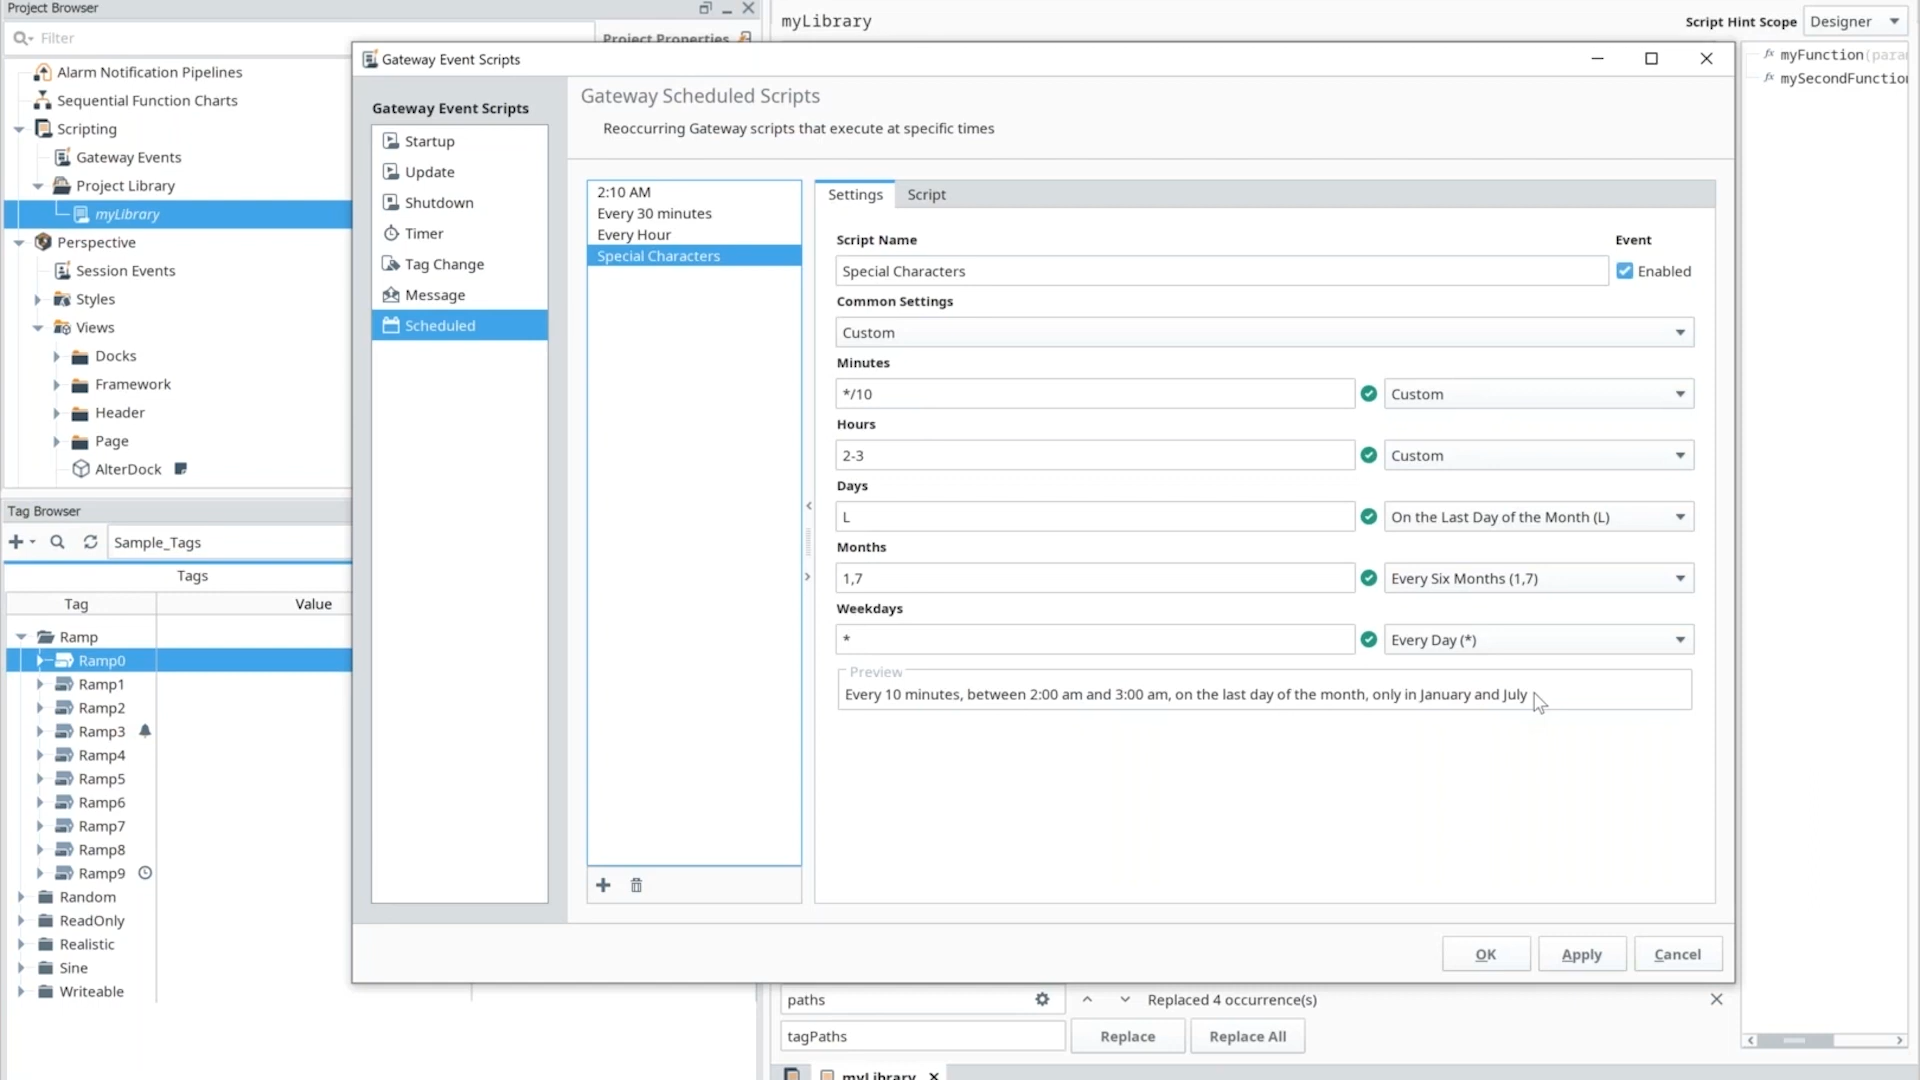 Project Browser
Filter
Project Properties
Alarm Notification Pipelines
Sequential Function Charts
Scripting
Gateway Events
Project Library
myLibrary
Perspective
Session Events
Styles
Views
Docks
Framework
Header
Page
AlterDock
Tag Browser
Sample_Tags
Tags
Tag
Value
Ramp
Ramp0
Ramp1
Ramp2
Ramp3
Ramp4
Ramp5
Ramp6
Ramp7
Ramp8
Ramp9
Random
ReadOnly
Realistic
Sine
Writeable
myLibrary
Script Hint Scope
Designer
fx myFunction(para
fx mySecondFunctio
Gateway Event Scripts
Gateway Event Scripts
Startup
Update
Shutdown
Timer
Tag Change
Message
Scheduled
Gateway Scheduled Scripts
Reoccurring Gateway scripts that execute at specific times
2:10 AM
Every 30 minutes
Every Hour
Special Characters
Settings
Script
Script Name
Event
Special Characters
Enabled
Common Settings
Custom
Minutes
*/10
Custom
Hours
2-3
Custom
Days
L
On the Last Day of the Month (L)
Months
1,7
Every Six Months (1,7)
Weekdays
*
Every Day (*)
Preview
Every 10 minutes, between 2:00 am and 3:00 am, on the last day of the month, only in January and July
OK
Apply
Cancel
paths
Replaced 4 occurrence(s)
tagPaths
Replace
Replace All
myLibrary